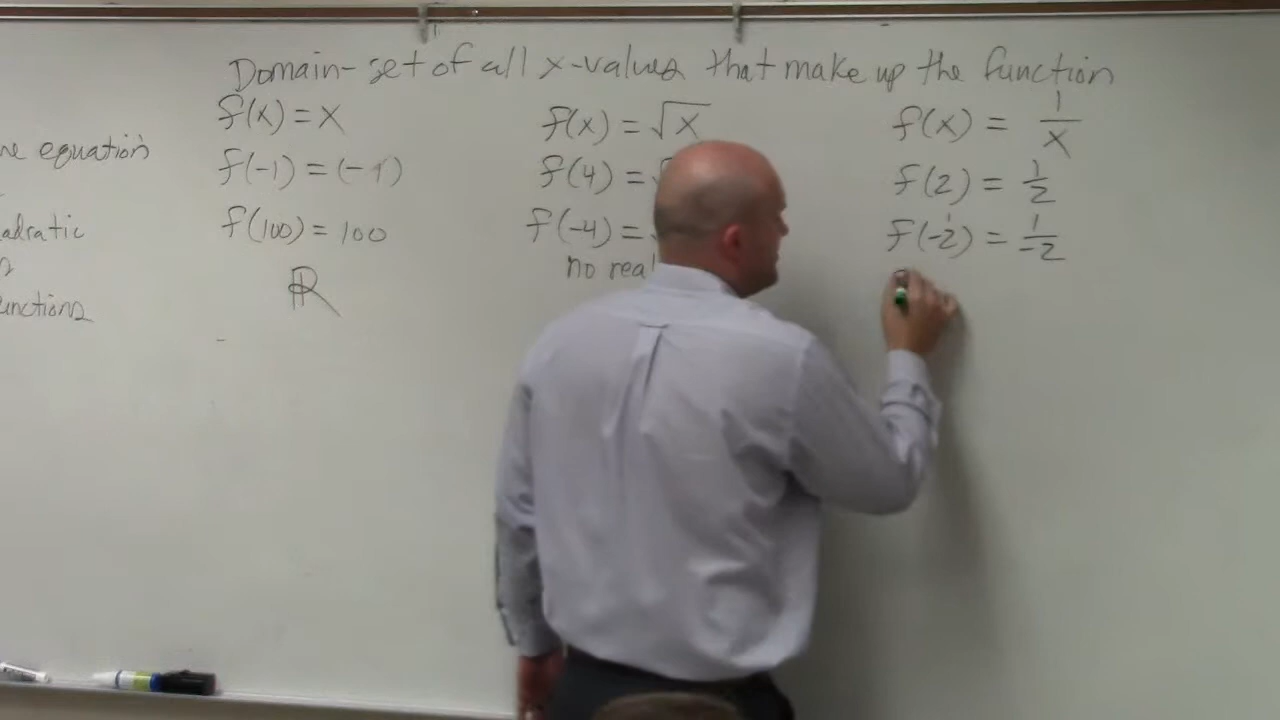 Domain- set of all x-values that make up the function
equation
f(x) = x
f(-1) = (-1)
f(100) = 100
ℝ
adratic
unctions
f(x) = √x
f(4) =
f(-4) =
no real
f(x) = 1/x
f(2) = 1/2
f(-2) = 1/-2